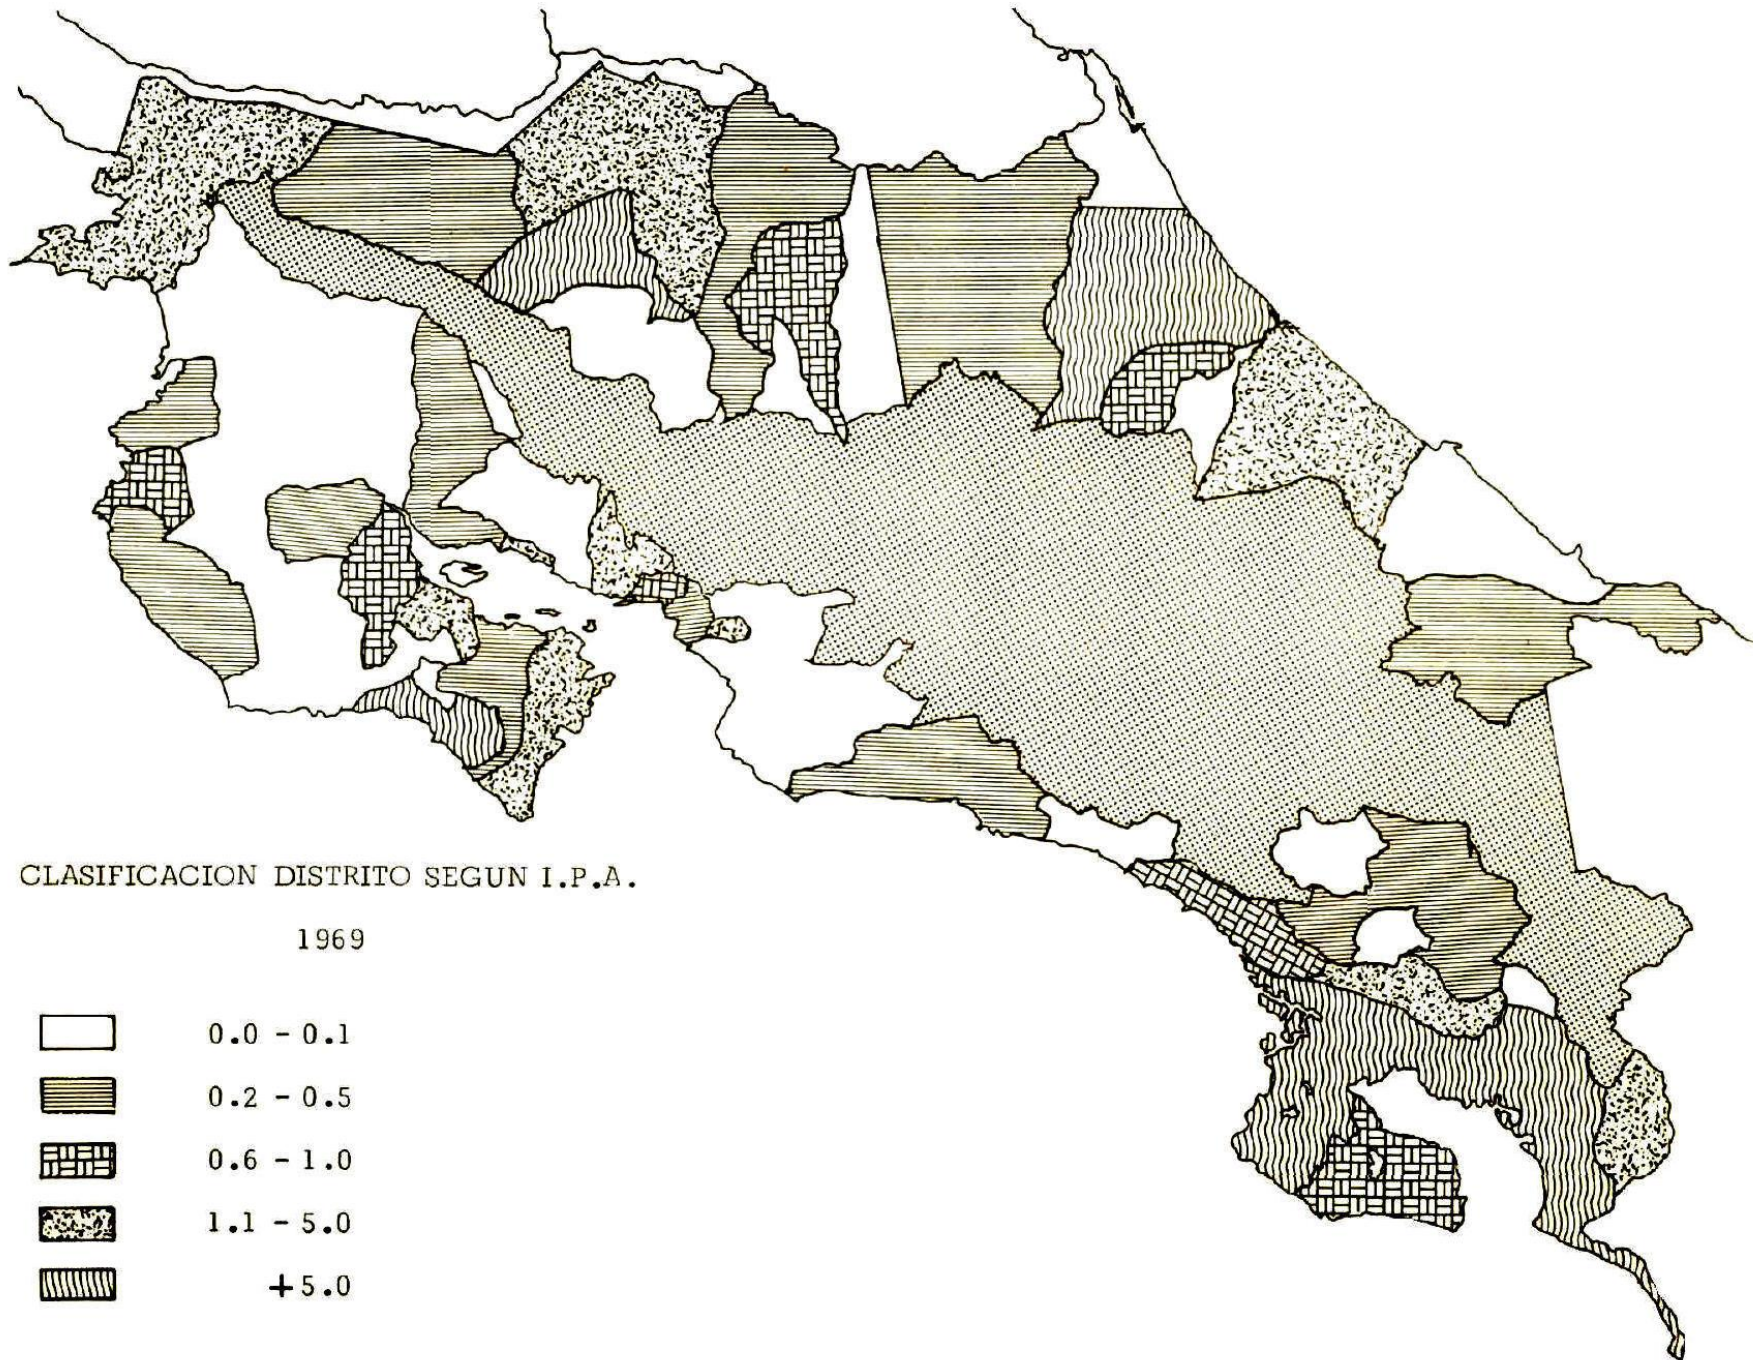 CLASIFICACION DISTRITO SEGUN I.P.A.
1969
0.0 - 0.1
0.2 - 0.5
0.6 - 1.0
1.1 - 5.0
+5.0